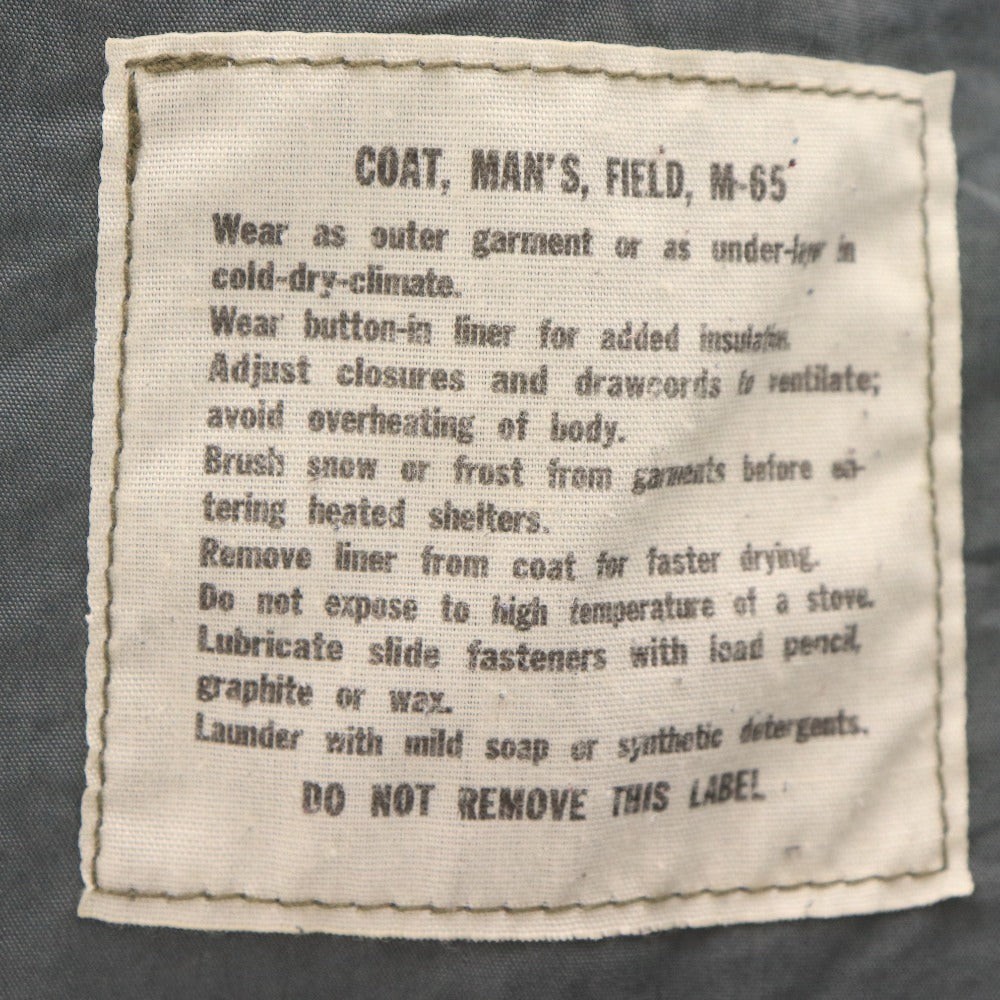 COAT, MAN'S, FIELD, M-65
Wear as outer garment or as under-layer in
cold-dry-climate.
Wear button-in liner for added insulation.
Adjust closures and drawcords to ventilate;
avoid overheating of body.
Brush snow or frost from garments before en-
tering heated shelters.
Remove liner from coat for faster drying.
Do not expose to high temperature of a stove.
Lubricate slide fasteners with lead pencil,
graphite or wax.
Launder with mild soap or synthetic detergents.
DO NOT REMOVE THIS LABEL